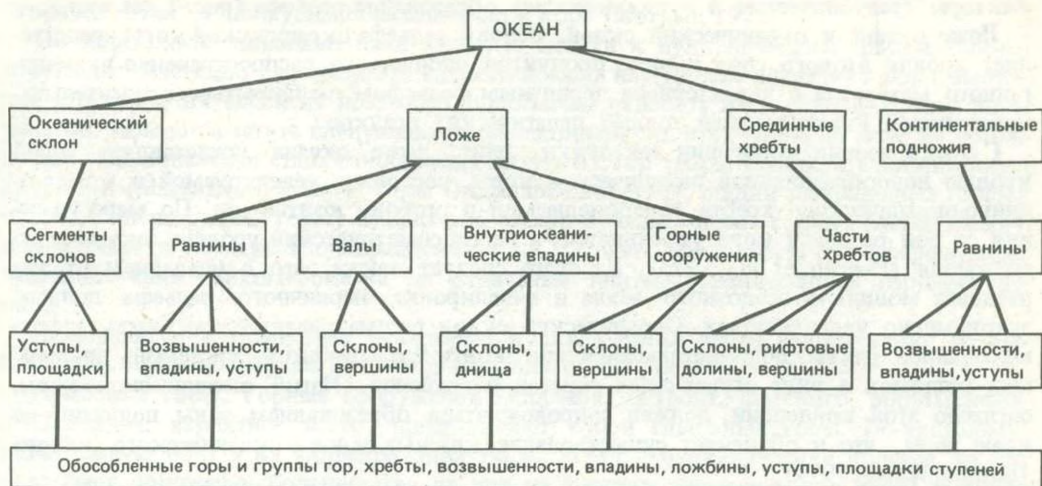 ОКЕАН
Океанический
склон
Ложе
Срединные
хребты
Континентальные
подножия
Сегменты
склонов
Равнины
Валы
Внутриокеани-
ческие впадины
Горные
сооружения
Части
хребтов
Равнины
Уступы,
площадки
Возвышенности,
впадины, уступы
Склоны,
вершины
Склоны,
днища
Склоны,
вершины
Склоны, рифтовые
долины, вершины
Возвышенности,
впадины, уступы
Обособленные горы и группы гор, хребты, возвышенности, впадины, ложбины, уступы, площадки ступеней